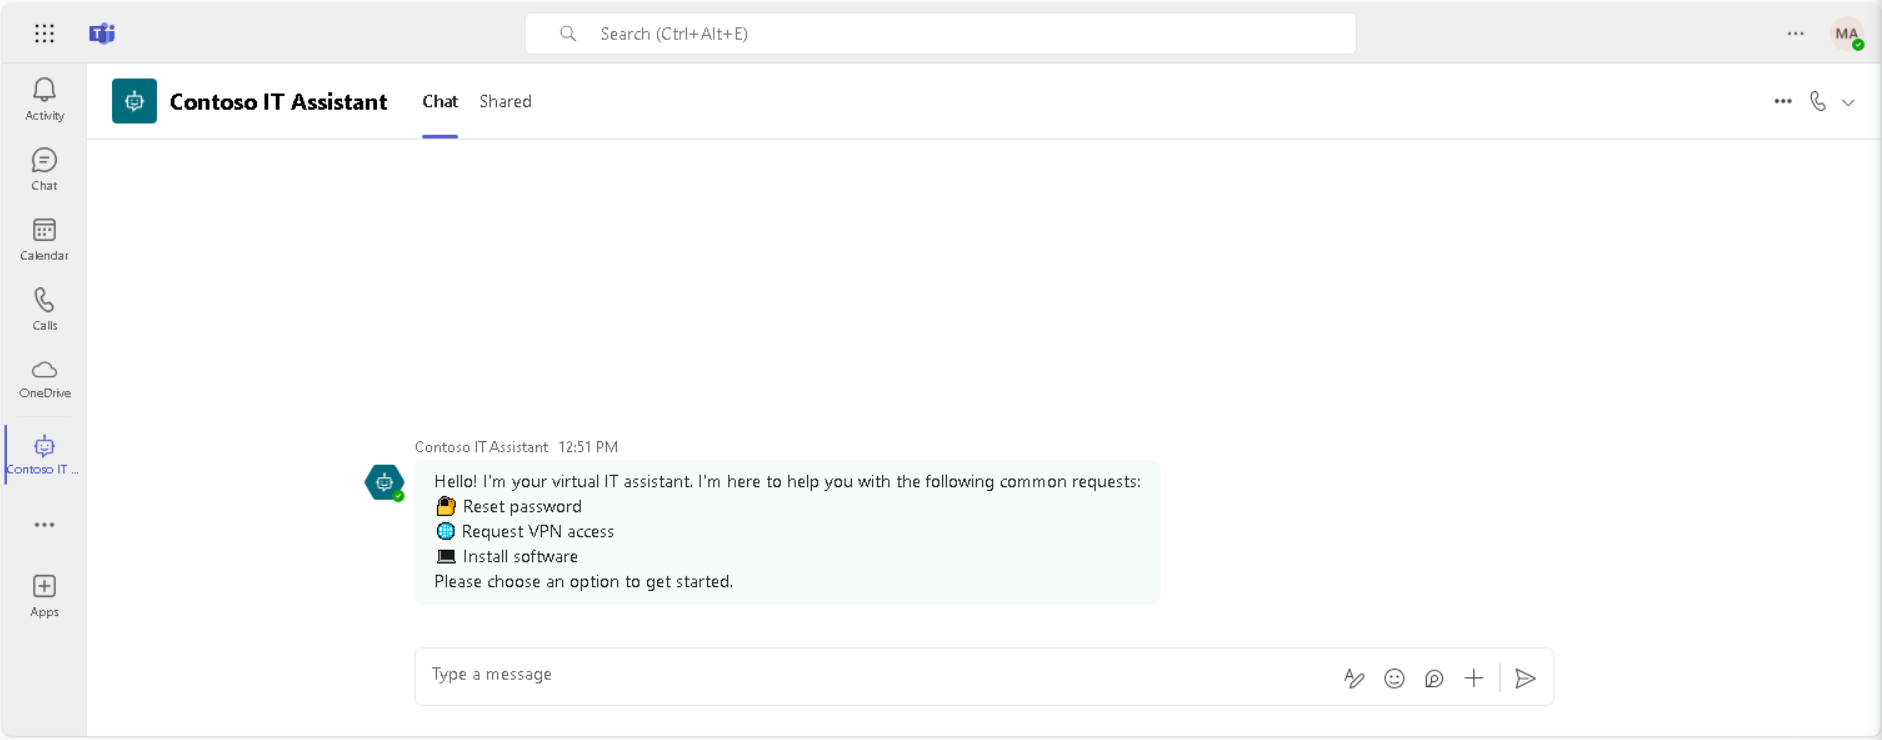 Search (Ctrl+Alt+E)
MA
Activity
Chat
Calendar
Calls
OneDrive
Contoso IT ...
Apps
Contoso IT Assistant Chat Shared
Contoso IT Assistant 12:51 PM
Hello! I'm your virtual IT assistant. I'm here to help you with the following common requests:
🔐 Reset password
🌐 Request VPN access
💻 Install software
Please choose an option to get started.
Type a message